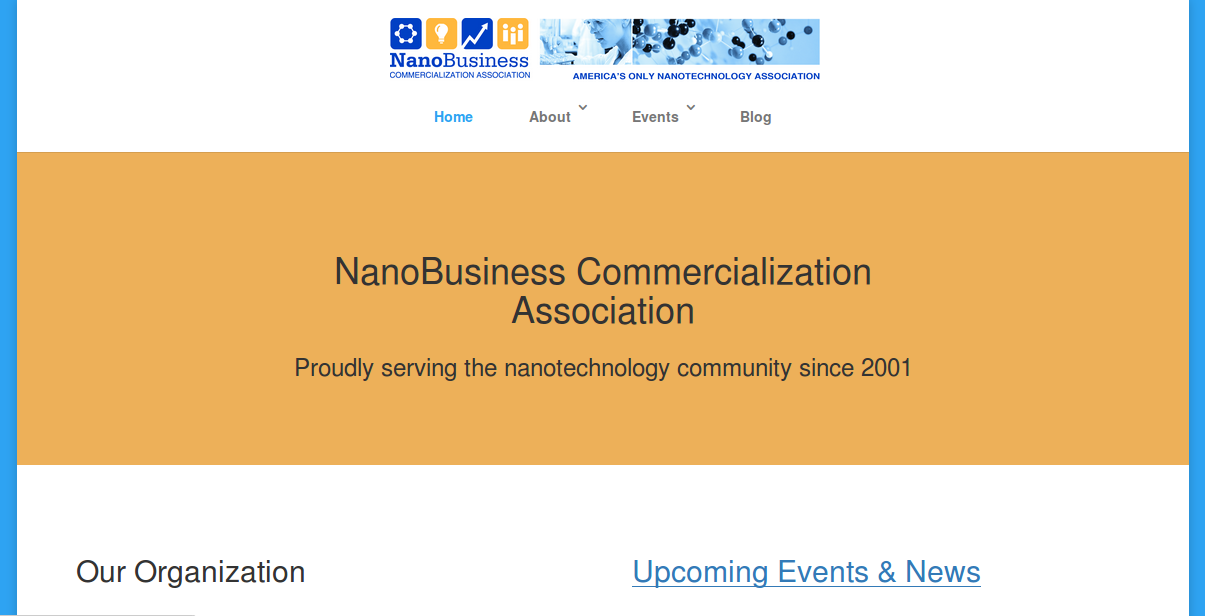 NanoBusiness
COMMERCIALIZATION ASSOCIATION
AMERICA'S ONLY NANOTECHNOLOGY ASSOCIATION
Home About Events Blog
NanoBusiness Commercialization
Association
Proudly serving the nanotechnology community since 2001
Our Organization
Upcoming Events & News